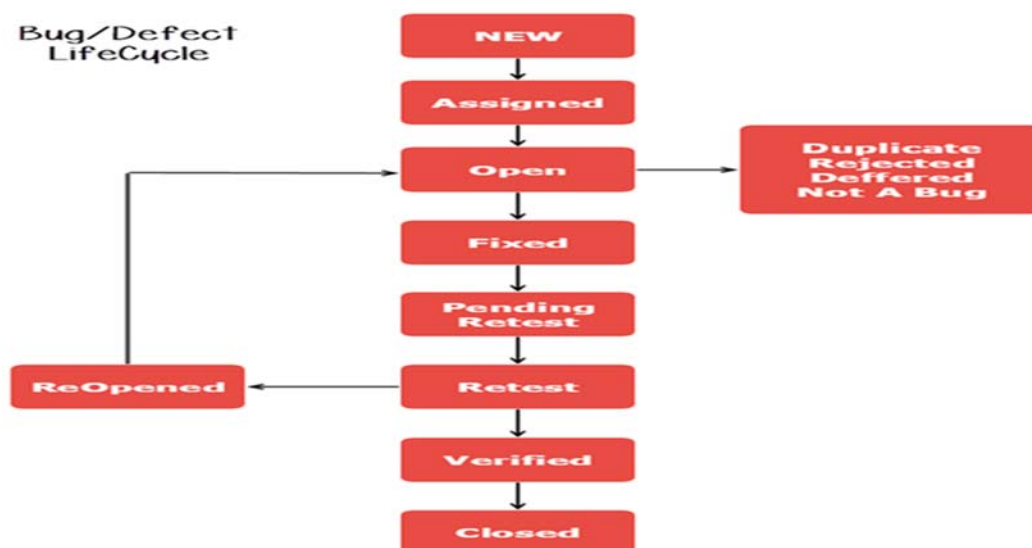 Bug/Defect
LifeCycle
NEW
Assigned
Open
Duplicate
Rejected
Deffered
Not A Bug
Fixed
Pending
Retest
ReOpened
Retest
Verified
Closed